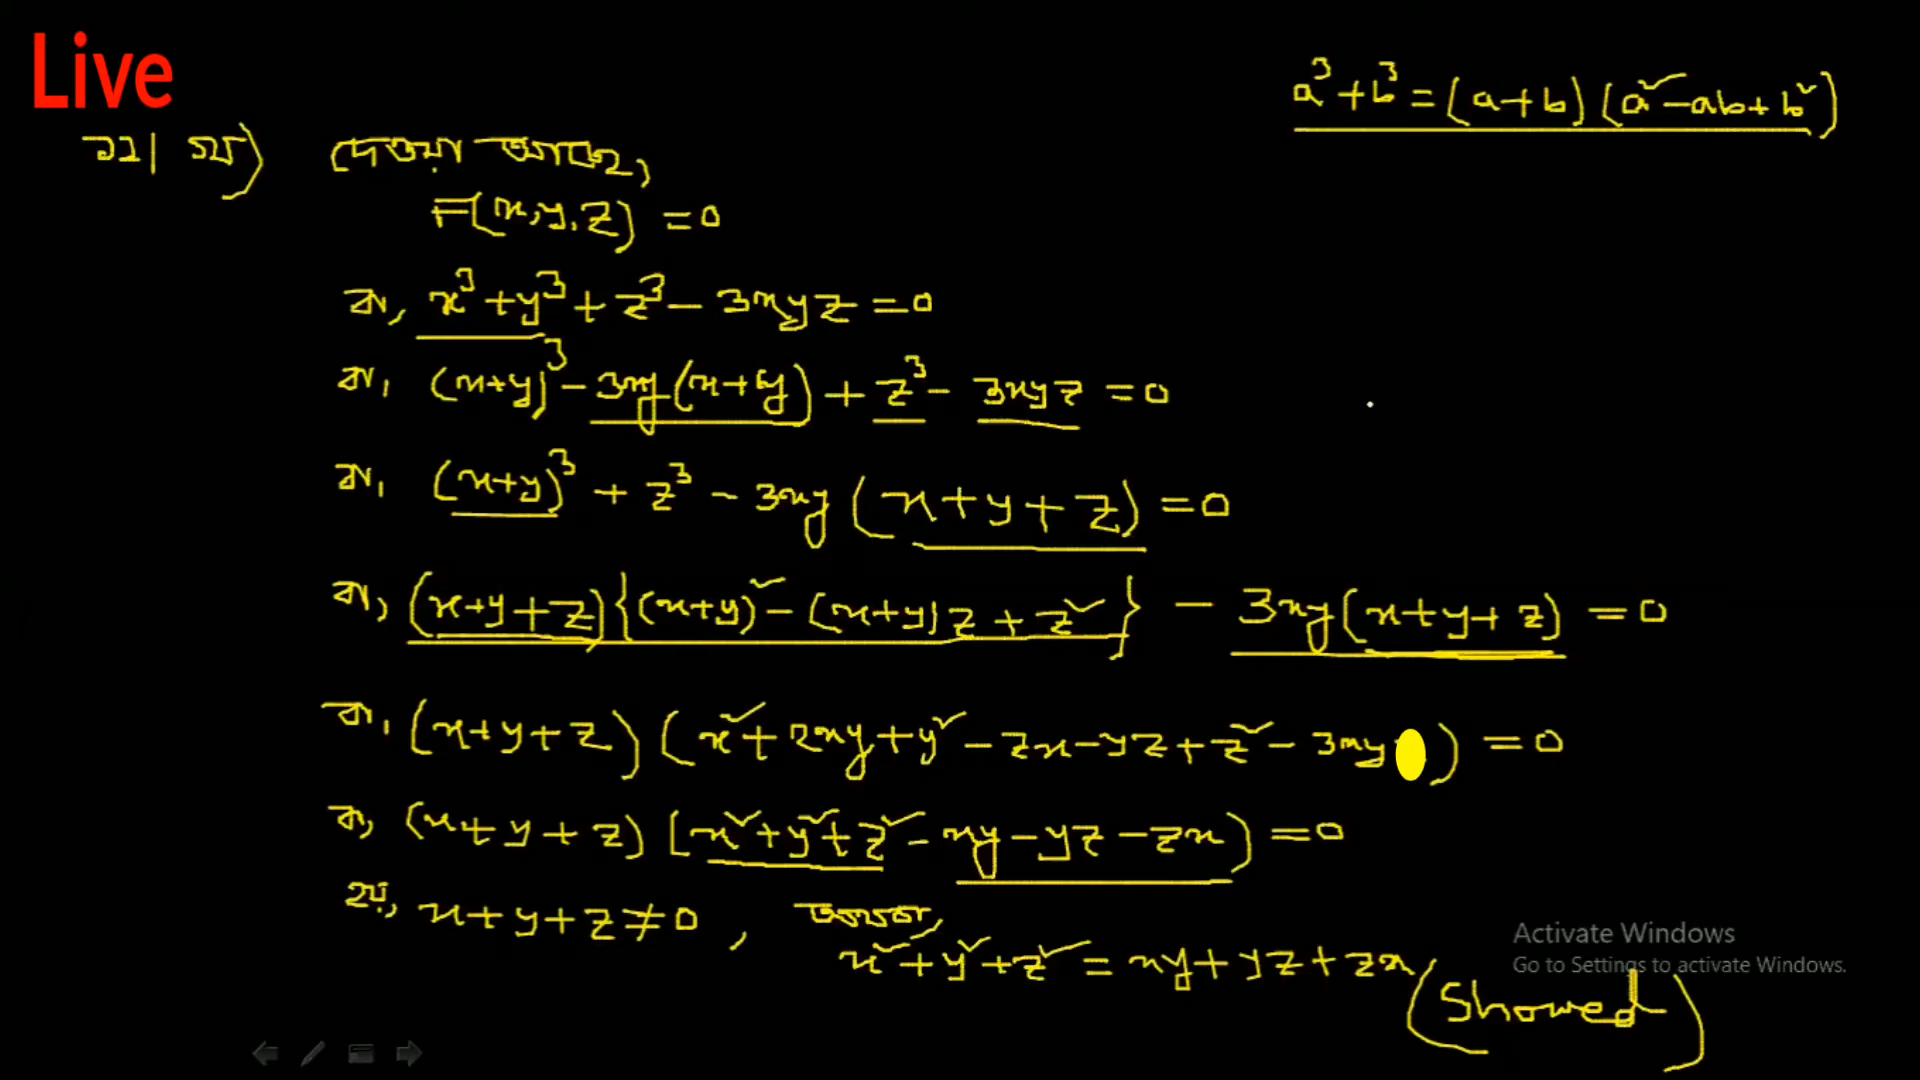 Live
a³+b³=(a+b)(a²-ab+b²)
১২। ঘ) দেওয়া আছে,
F(x,y,z)=0
বা, x³+y³+z³-3xyz=0
বা, (x+y)³-3xy(x+y)+z³-3xyz=0
বা, (x+y)³+z³-3xy(x+y+z)=0
বা, (x+y+z){(x+y)²-(x+y)z+z²}-3xy(x+y+z)=0
বা, (x+y+z)(x²+2xy+y²-zx-yz+z²-3xy)=0
বা, (x+y+z)[x²+y²+z²-xy-yz-zx)=0
হয়, x+y+z≠0, অথবা,
x²+y²+z²=xy+yz+zx
(Showed)
Activate Windows
Go to Settings to activate Windows.